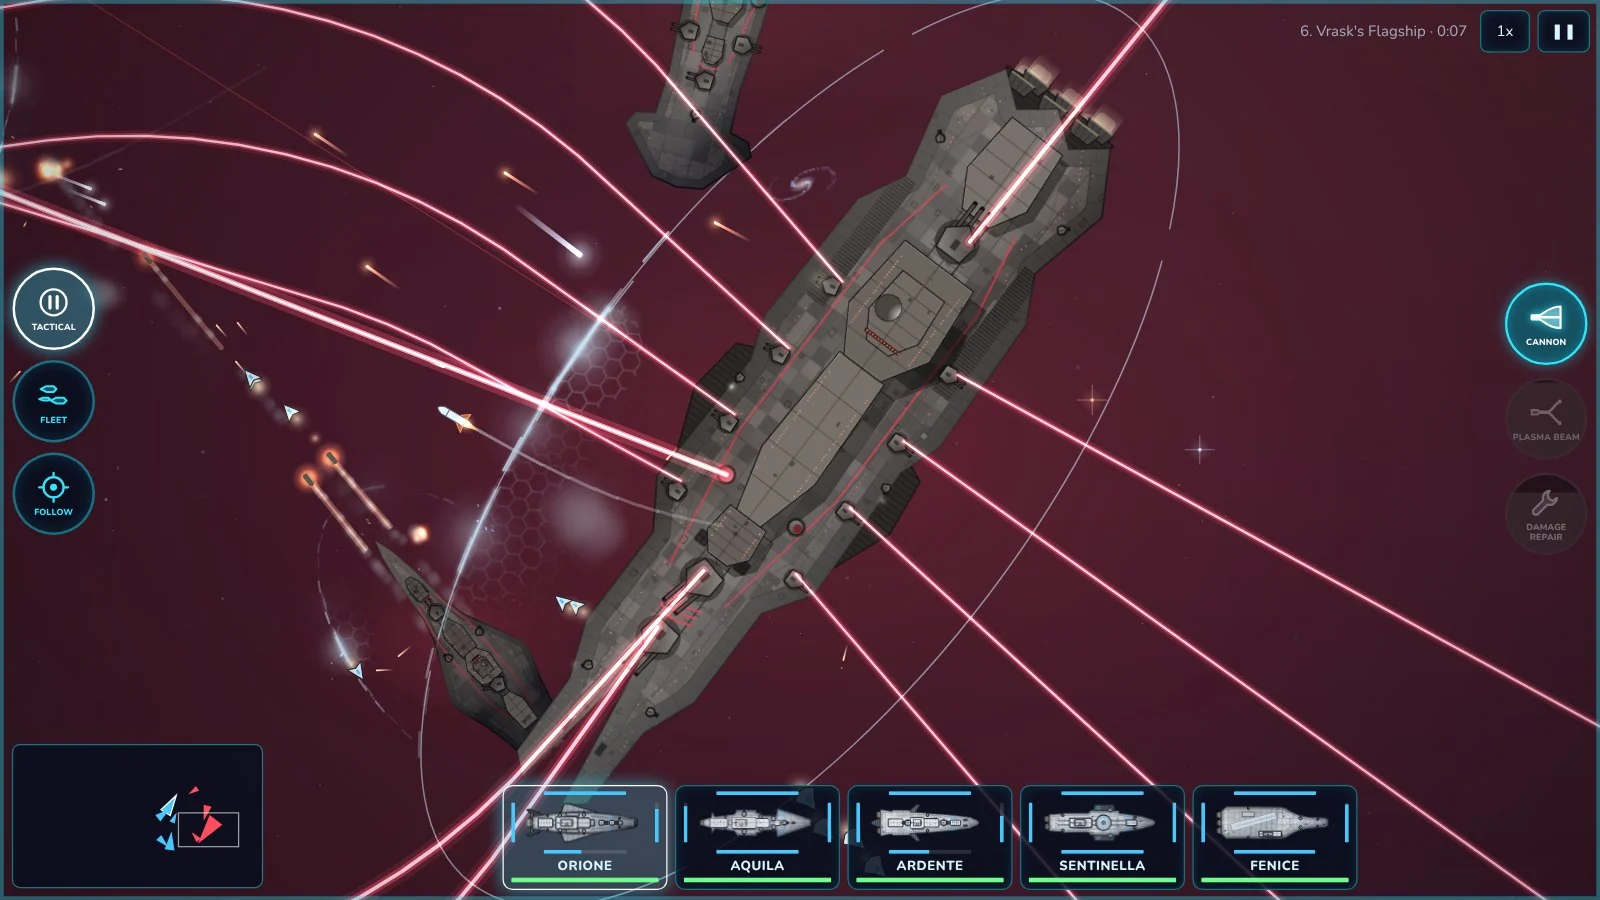 6. Vrask's Flagship · 0:07
1x
TACTICAL
FLEET
FOLLOW
CANNON
PLASMA BEAM
DAMAGE
REPAIR
ORIONE
AQUILA
ARDENTE
SENTINELLA
FENICE